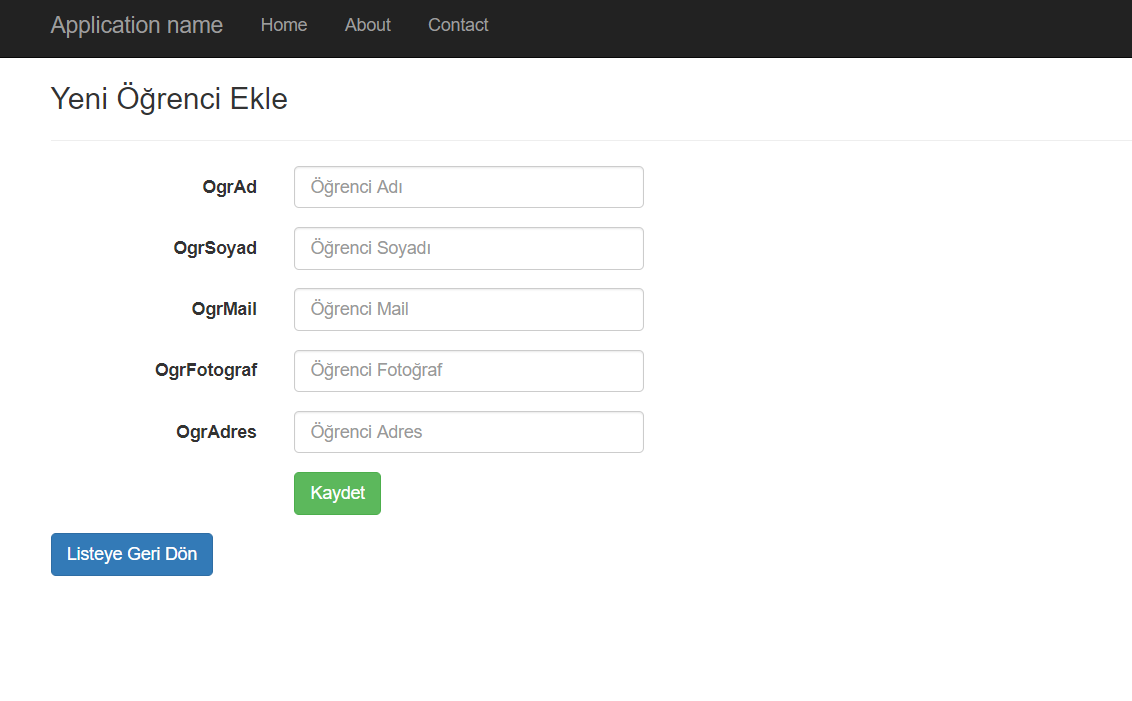 Application name Home About Contact
Yeni Öğrenci Ekle
OgrAd Öğrenci Adı
OgrSoyad Öğrenci Soyadı
OgrMail Öğrenci Mail
OgrFotograf Öğrenci Fotoğraf
OgrAdres Öğrenci Adres
Kaydet
Listeye Geri Dön